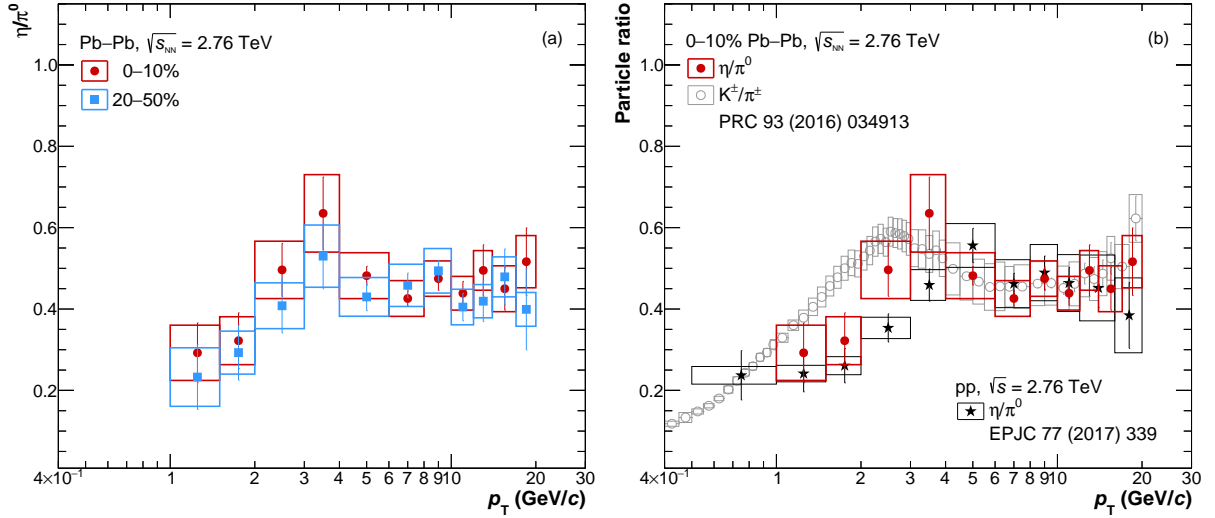 η/π⁰
Pb–Pb, √s_NN = 2.76 TeV
(a)
0–10%
20–50%
1.0
0.8
0.6
0.4
0.2
4×10⁻¹ 1 2 3 4 5 6 7 8 9 10 20 30
p_T (GeV/c)
Particle ratio
0–10% Pb–Pb, √s_NN = 2.76 TeV
(b)
η/π⁰
K±/π±
PRC 93 (2016) 034913
1.0
0.8
0.6
0.4
0.2
pp, √s = 2.76 TeV
η/π⁰
EPJC 77 (2017) 339
4×10⁻¹ 1 2 3 4 5 6 7 8 9 10 20 30
p_T (GeV/c)